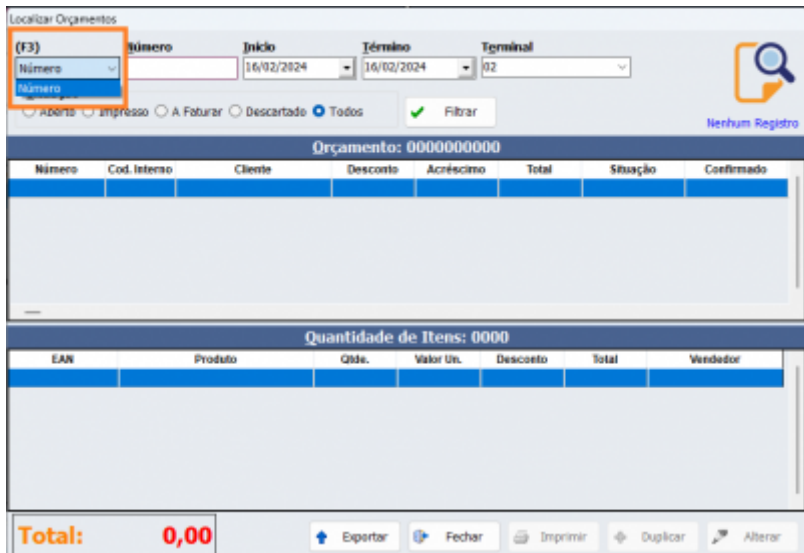 Localizar Orçamentos
(F3) Número Início Término Terminal
Número 16/02/2024 16/02/2024 02
Número
Aberto Impresso A Faturar Descartado Todos Filtrar
Nenhum Registro
Orçamento: 0000000000
Número Cod. Interno Cliente Desconto Acréscimo Total Situação Confirmado
Quantidade de Itens: 0000
EAN Produto Qtde. Valor Un. Desconto Total Vendedor
Total: 0,00 Exportar Fechar Imprimir Duplicar Alterar